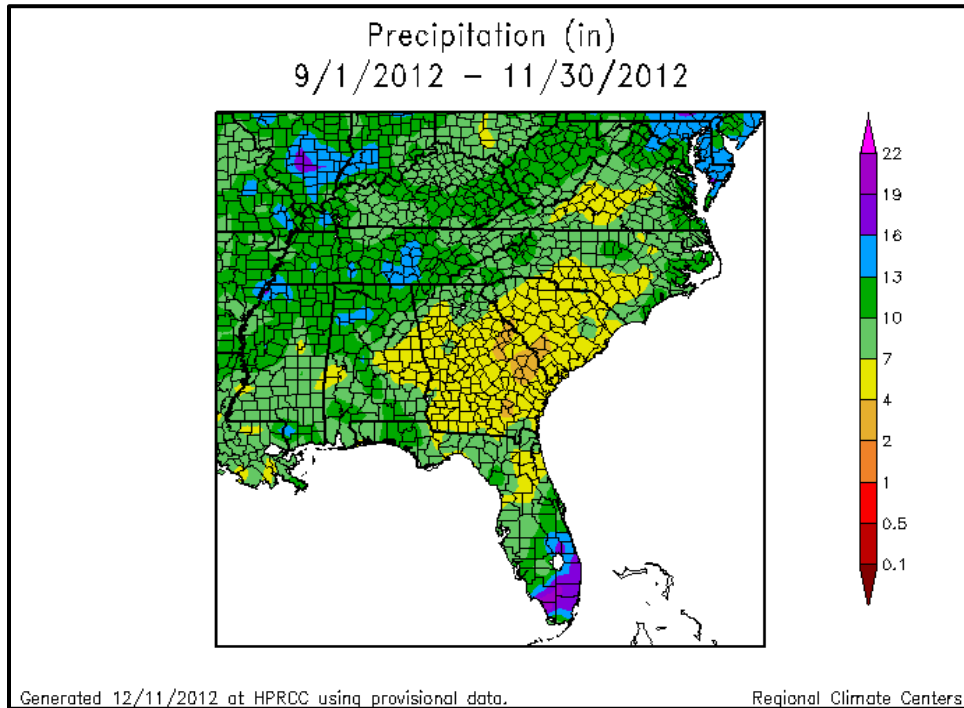 Precipitation (in)
9/1/2012 – 11/30/2012
22
19
16
13
10
7
4
2
1
0.5
0.1
Generated 12/11/2012 at HPRCC using provisional data.
Regional Climate Centers